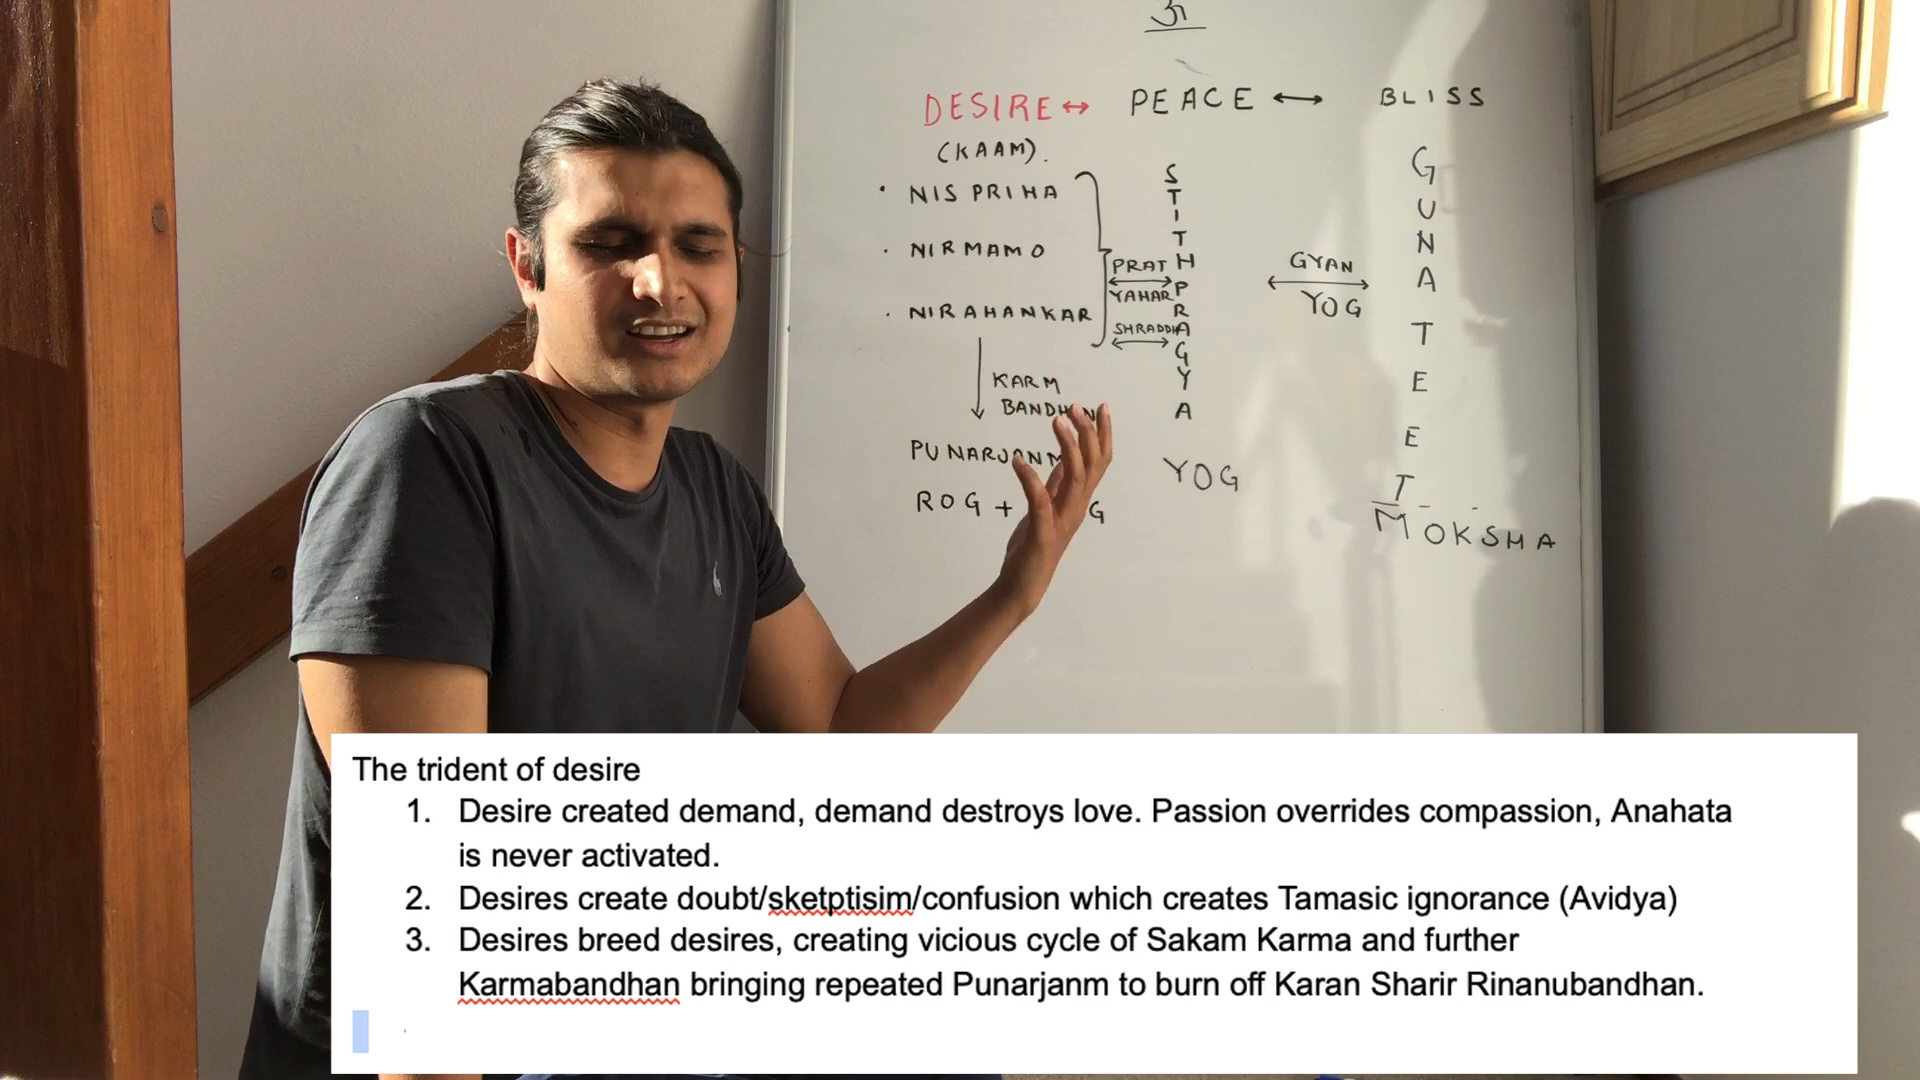 DESIRE ↔ PEACE ↔ BLISS
(KAAM).
• NISPRIHA
• NIRMAMO
• NIRAHANKAR
KARM
BANDHAN
PUNARJANM
ROG +
PRAT
YAHAR
SHRADDHA
STITHPRAGYA
YOG
GYAN
YOG
GUNATEET
MOKSHA
The trident of desire
1. Desire created demand, demand destroys love. Passion overrides compassion, Anahata
is never activated.
2. Desires create doubt/sketptisim/confusion which creates Tamasic ignorance (Avidya)
3. Desires breed desires, creating vicious cycle of Sakam Karma and further
Karmabandhan bringing repeated Punarjanm to burn off Karan Sharir Rinanubandhan.